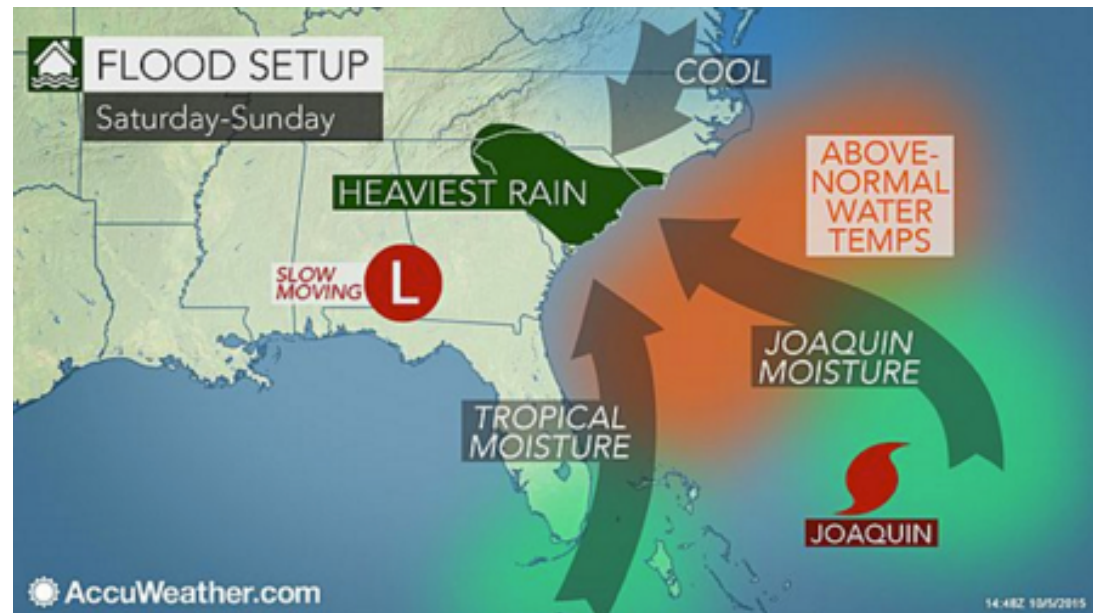 FLOOD SETUP
Saturday-Sunday
COOL
ABOVE-
NORMAL
WATER
TEMPS
HEAVIEST RAIN
SLOW
MOVING
L
JOAQUIN
MOISTURE
TROPICAL
MOISTURE
JOAQUIN
AccuWeather.com
14:48Z 10/5/2015